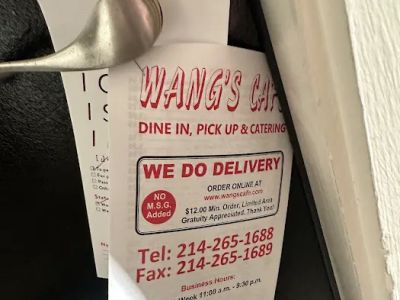 WANG'S CAF
DINE IN, PICK UP & CATERING
WE DO DELIVERY
NO
M.S.G.
Added
ORDER ONLINE AT
www.wangscafn.com
$12.00 Min. Order, Limited Area
Gratuity Appreciated. Thank You!
Tel: 214-265-1688
Fax: 214-265-1689
Business Hours:
Week 11:00 a.m. - 9:30 p.m.